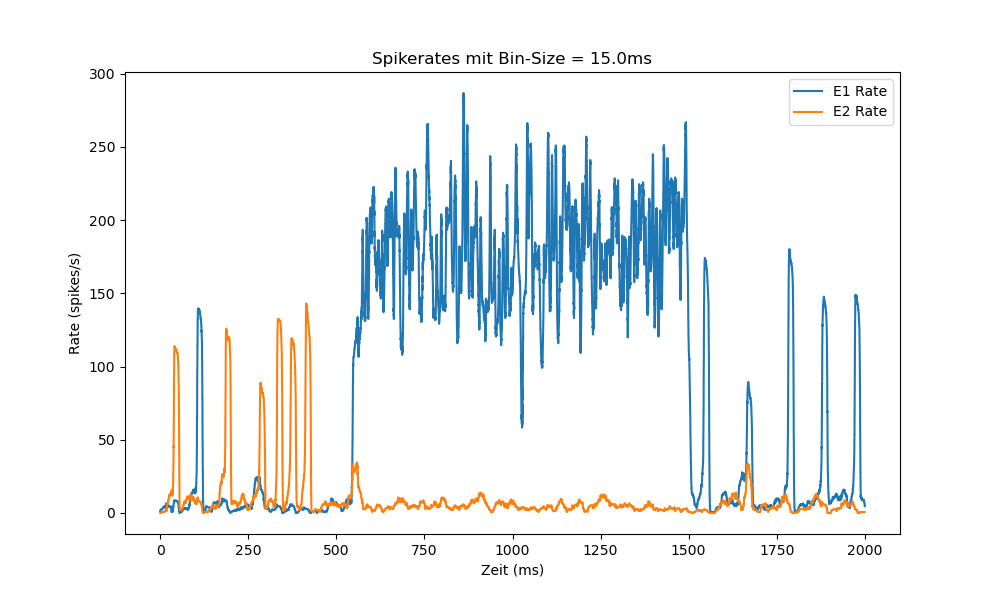 Spikerates mit Bin-Size = 15.0ms
E1 Rate
E2 Rate
Rate (spikes/s)
300
250
200
150
100
50
0
0 250 500 750 1000 1250 1500 1750 2000
Zeit (ms)